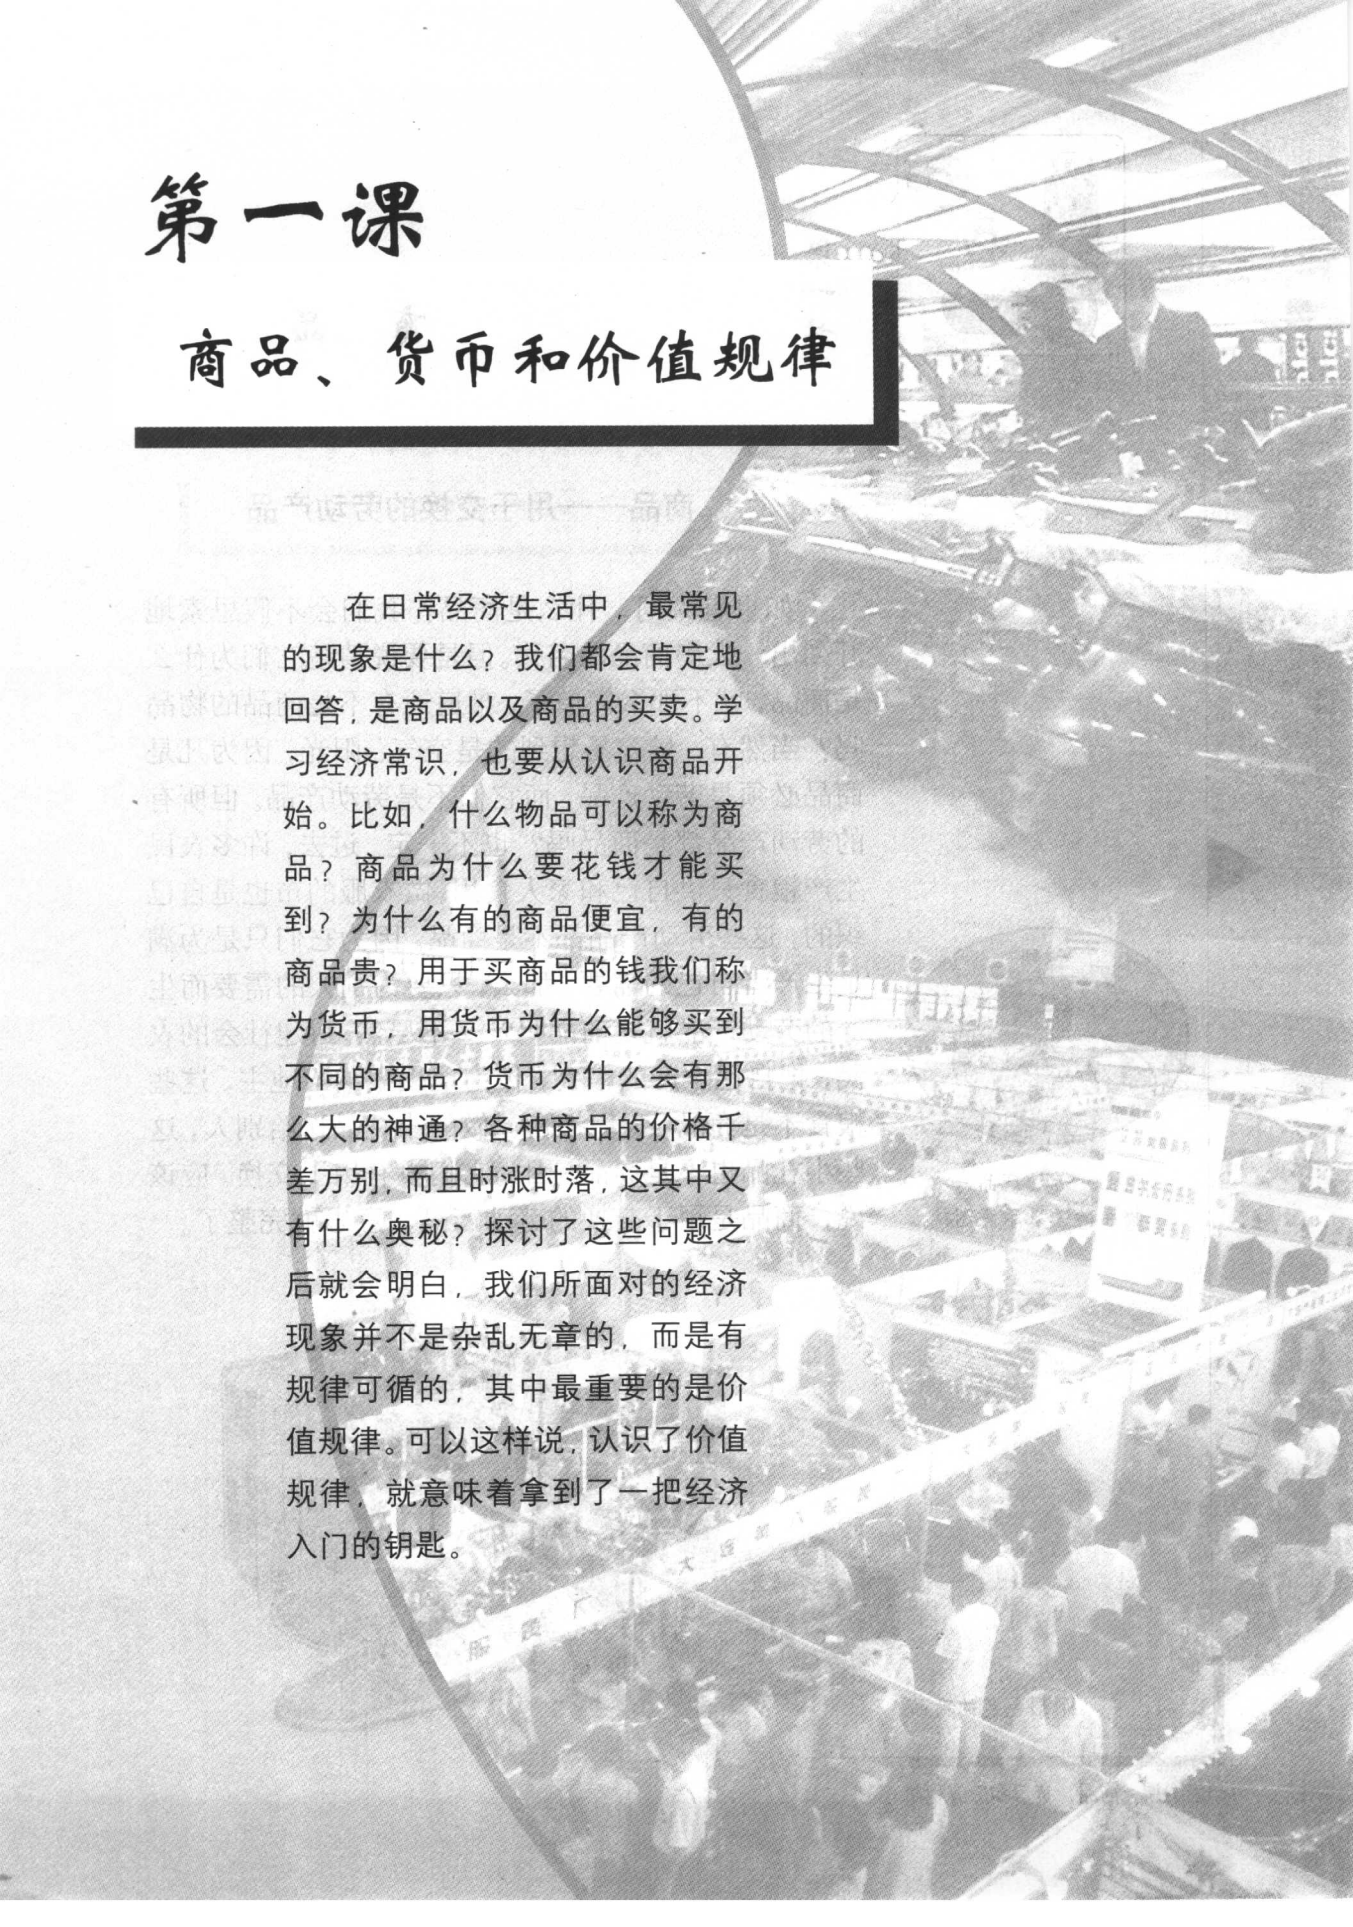 第一课
商品、货币和价值规律
在日常经济生活中，最常见
的现象是什么？我们都会肯定地
回答，是商品以及商品的买卖。学
习经济常识，也要从认识商品开
始。比如，什么物品可以称为商
品？商品为什么要花钱才能买
到？为什么有的商品便宜，有的
商品贵？用于买商品的钱我们称
为货币，用货币为什么能够买到
不同的商品？货币为什么会有那
么大的神通？各种商品的价格千
差万别，而且时涨时落，这其中又
有什么奥秘？探讨了这些问题之
后就会明白，我们所面对的经济
现象并不是杂乱无章的，而是有
规律可循的，其中最重要的是价
值规律。可以这样说，认识了价值
规律，就意味着拿到了一把经济
入门的钥匙。